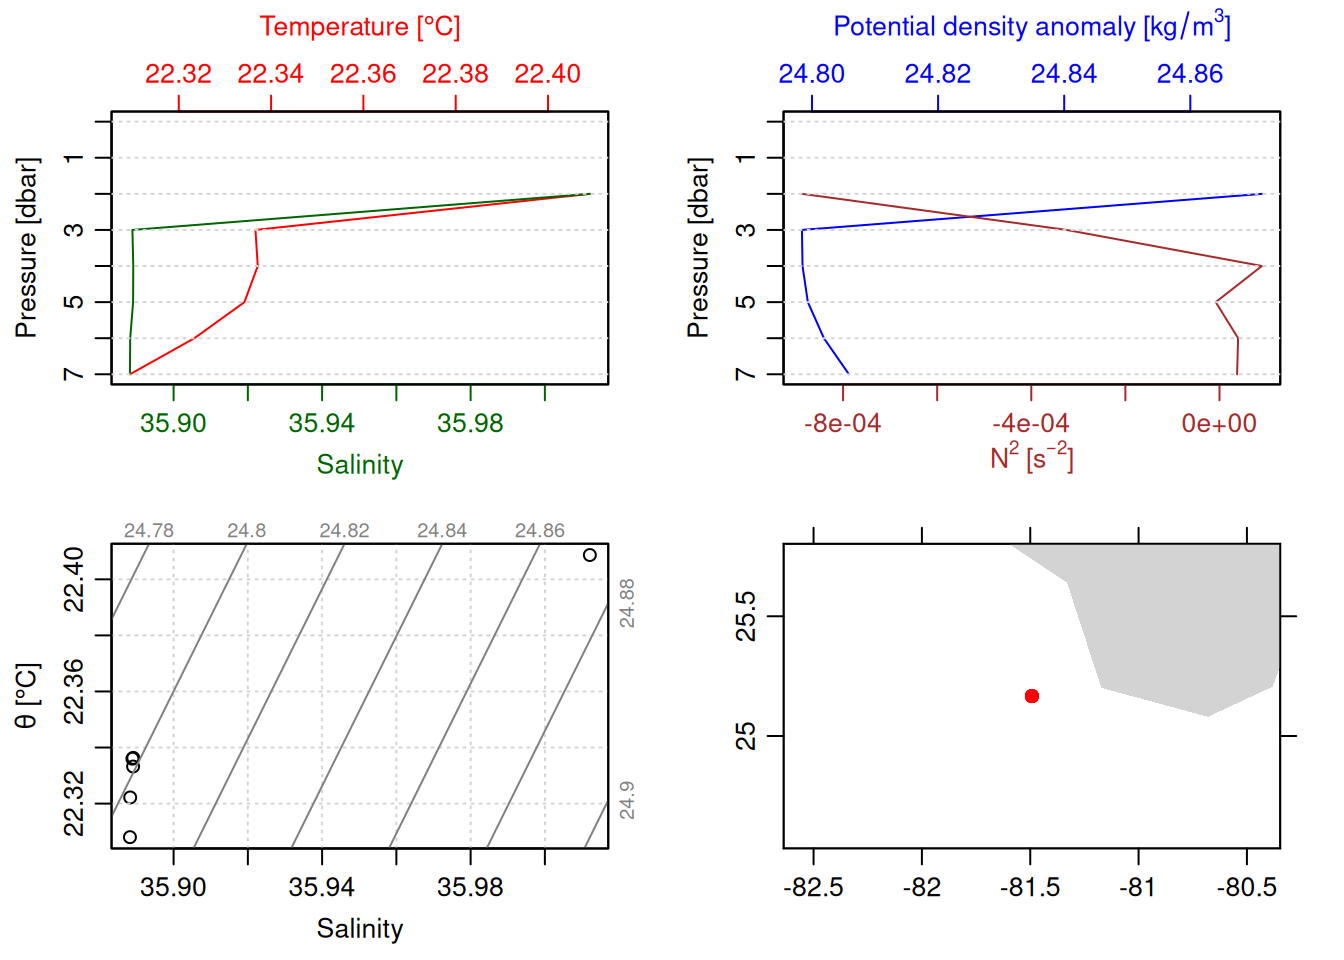 Temperature [°C]
22.32 22.34 22.36 22.38 22.40
Pressure [dbar]
1
3
5
7
35.90 35.94 35.98
Salinity
Potential density anomaly [kg/m³]
24.80 24.82 24.84 24.86
Pressure [dbar]
1
3
5
7
-8e-04 -4e-04 0e+00
N² [s⁻²]
24.78 24.8 24.82 24.84 24.86
24.88
24.9
θ [°C]
22.40
22.36
22.32
35.90 35.94 35.98
Salinity
25.5
25
-82.5 -82 -81.5 -81 -80.5